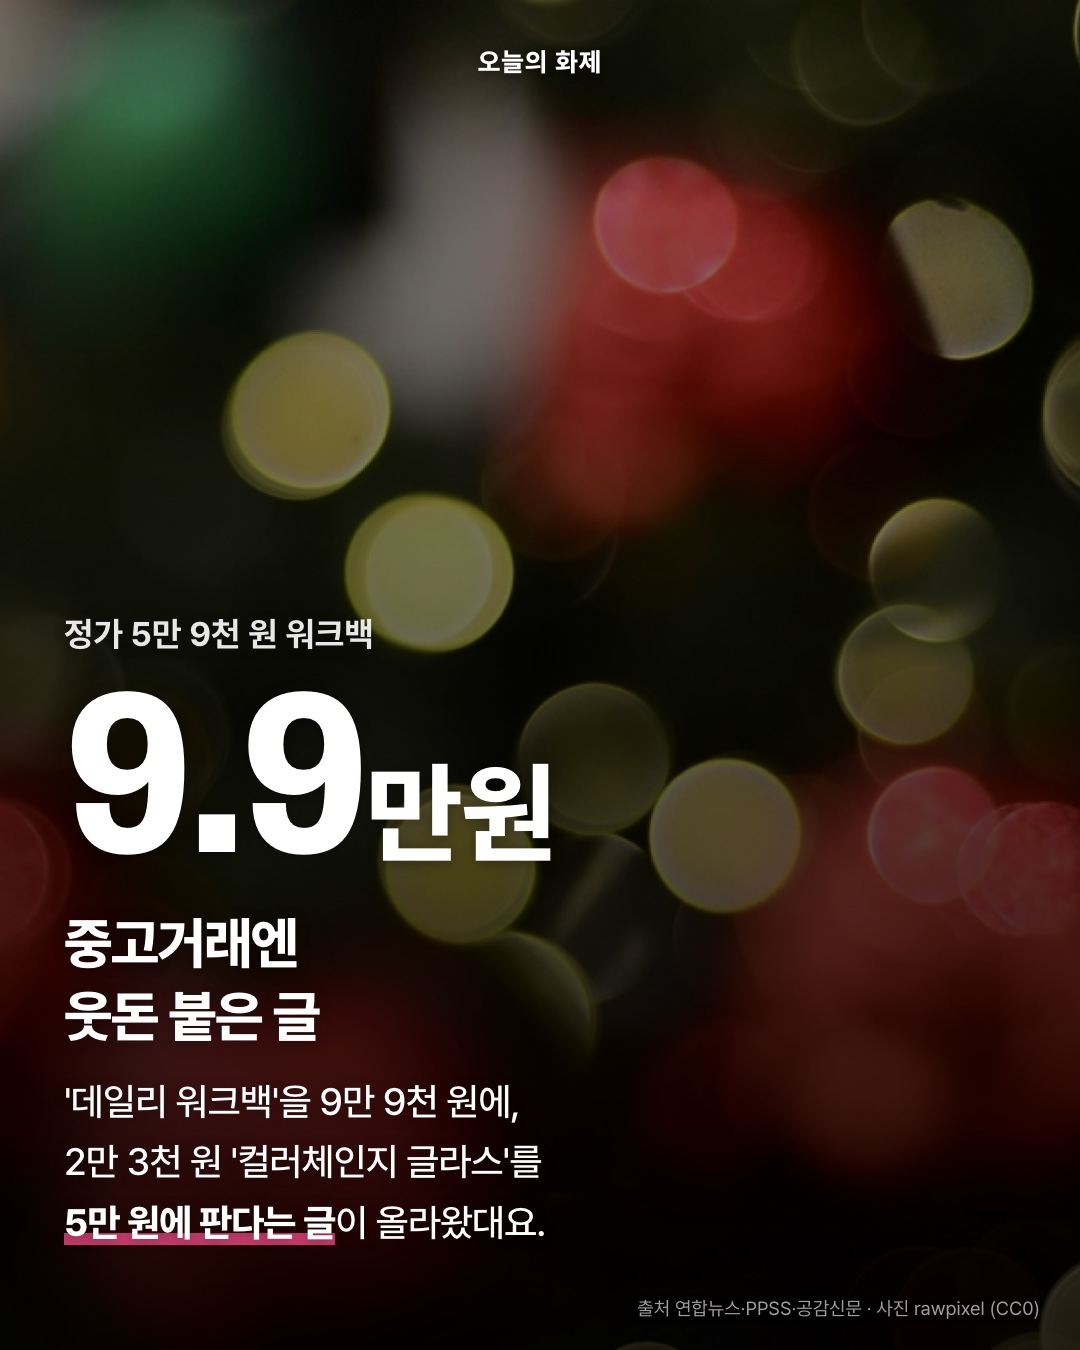 오늘의 화제
정가 5만 9천 원 워크백
9.9만원
중고거래엔
웃돈 붙은 글
'데일리 워크백'을 9만 9천 원에,
2만 3천 원 '컬러체인지 글라스'를
5만 원에 판다는 글이 올라왔대요.
출처 연합뉴스·PPSS·공감신문 · 사진 rawpixel (CC0)